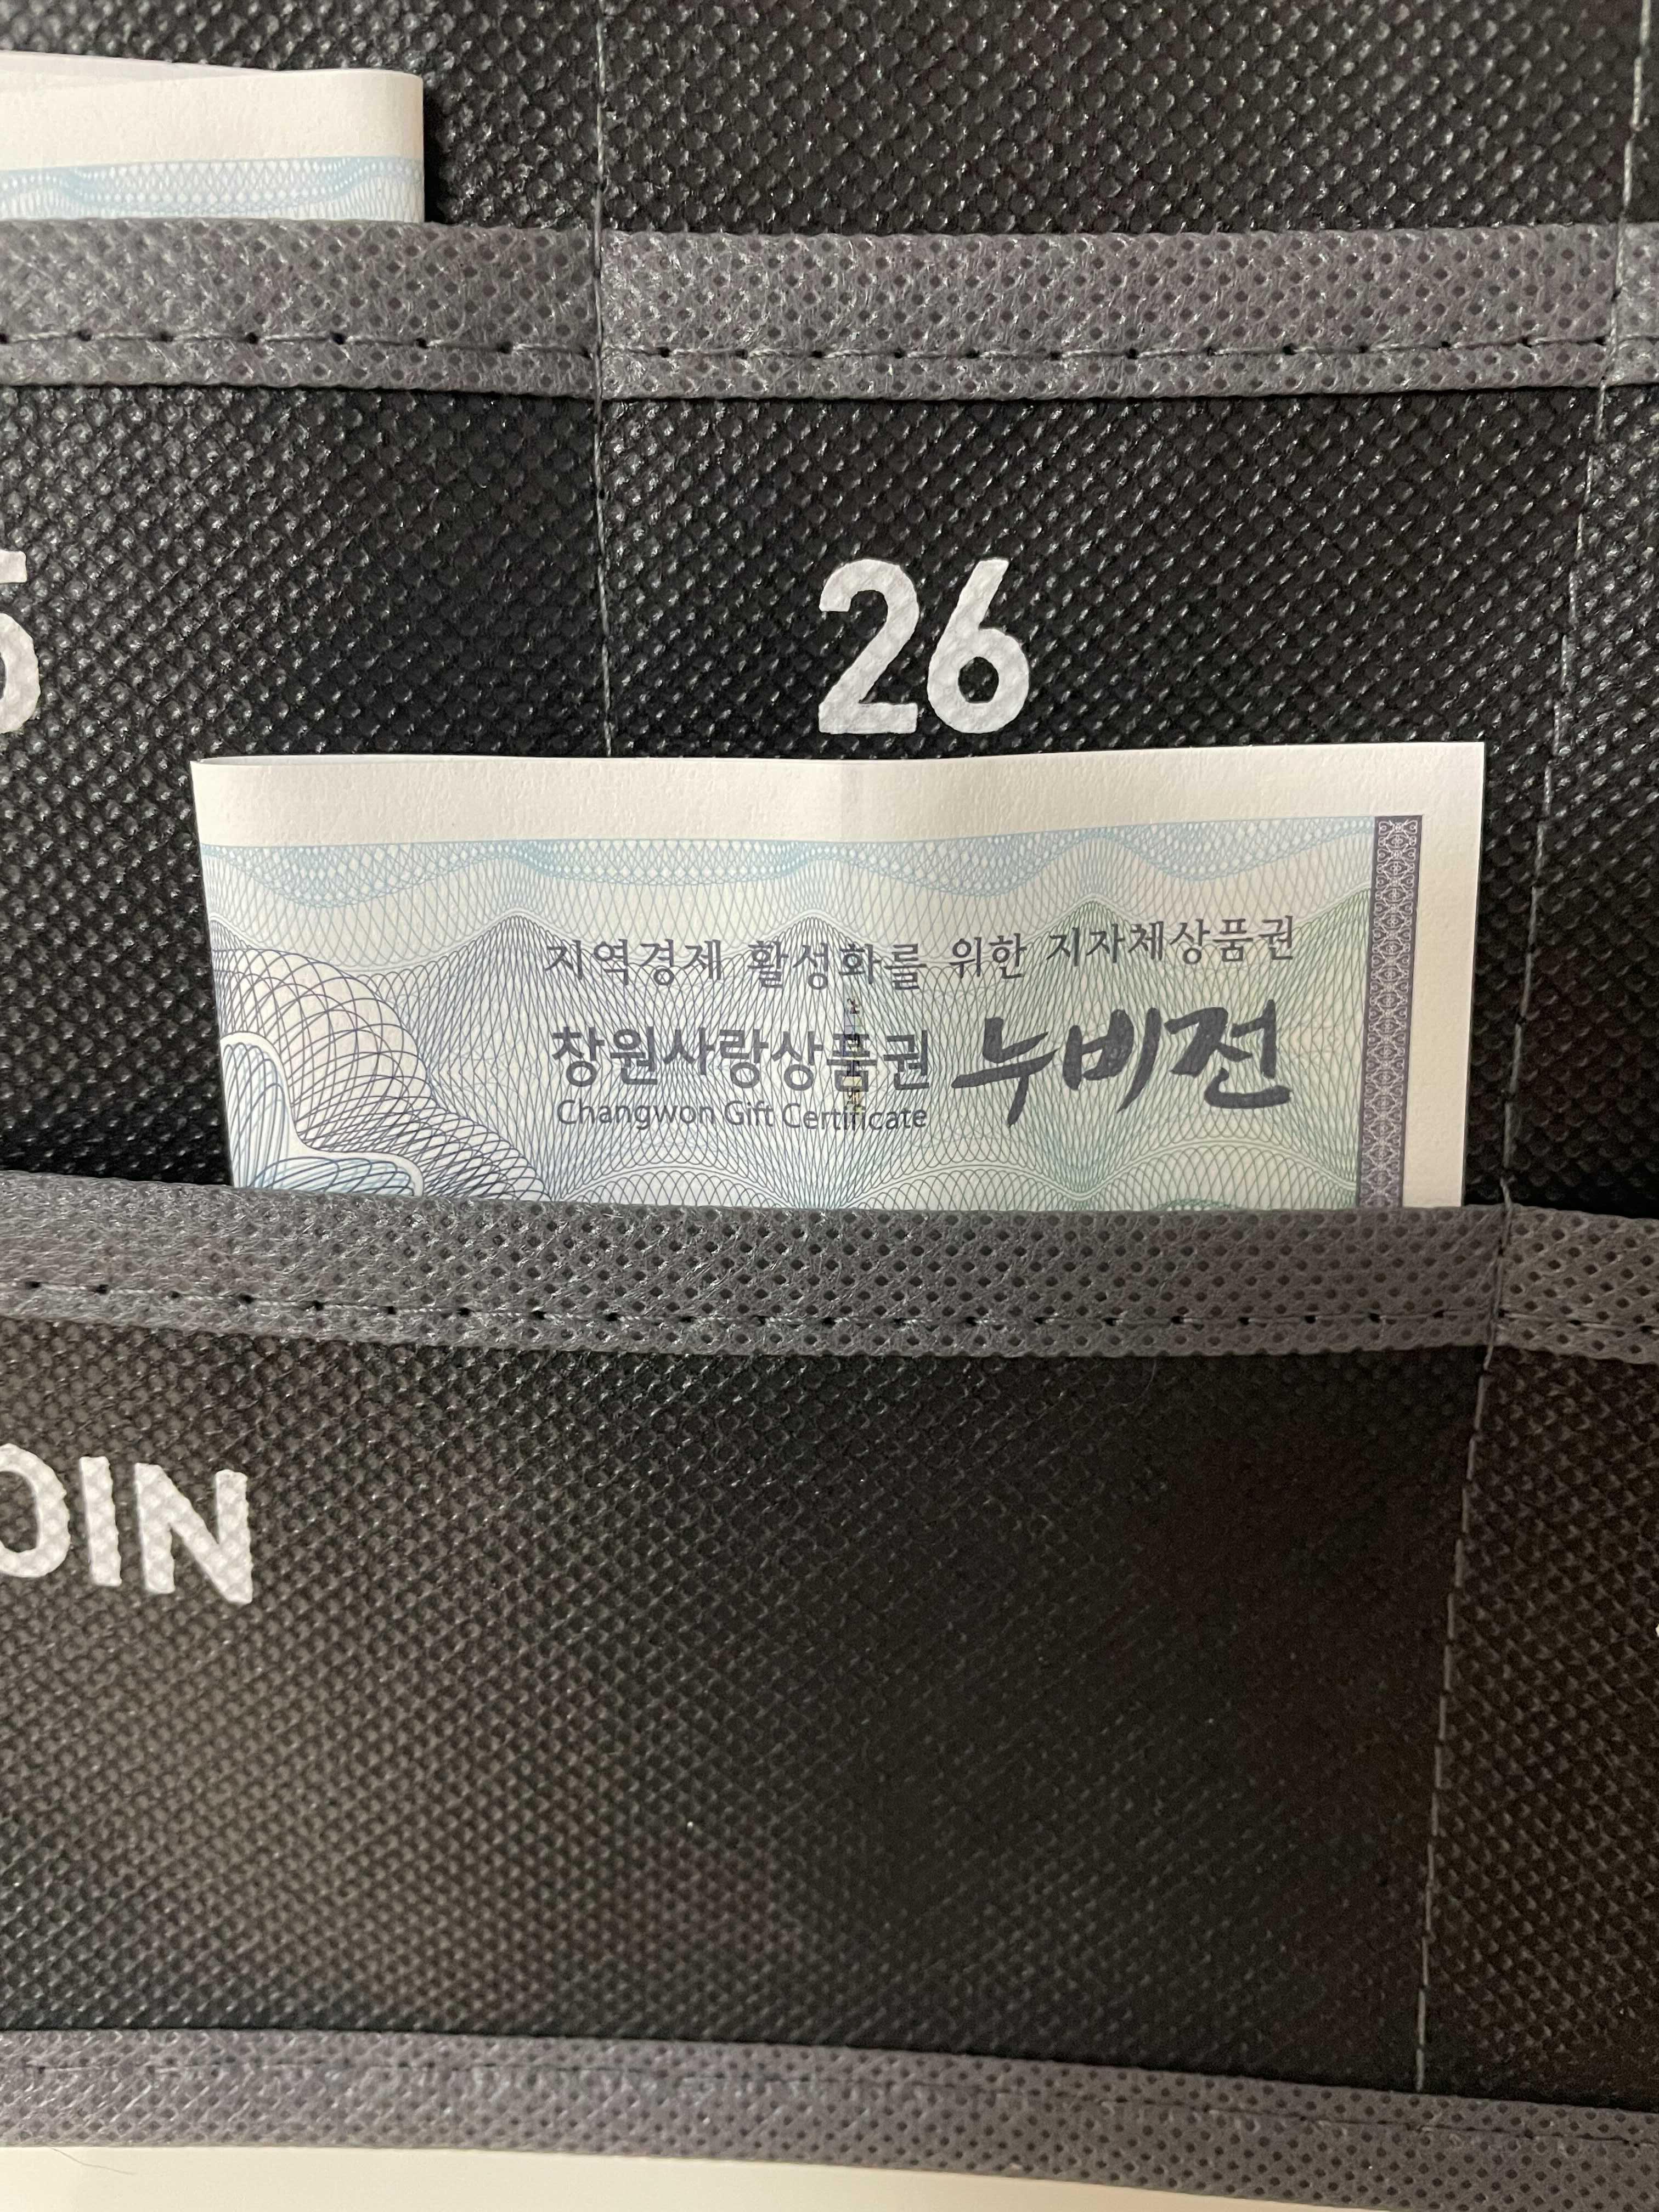 26
지역경제 활성화를 위한 지자체상품권
창원사랑상품권 누비전
Changwon Gift Certificate
OIN